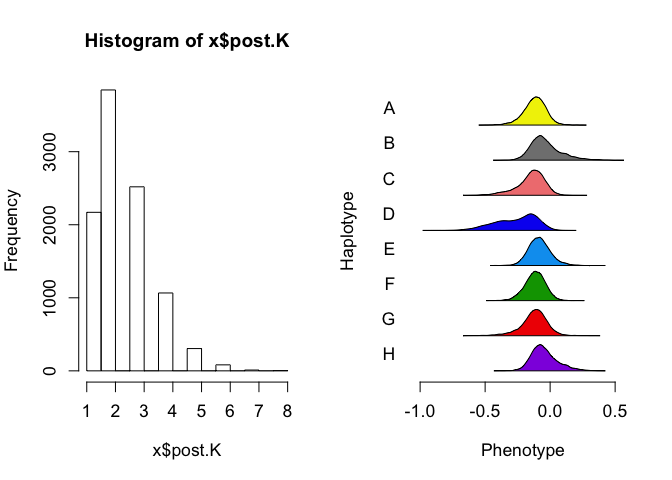 Histogram of x$post.K
Frequency
0
1000
2000
3000
1 2 3 4 5 6 7 8
x$post.K
Haplotype
A
B
C
D
E
F
G
H
-1.0 -0.5 0.0 0.5
Phenotype